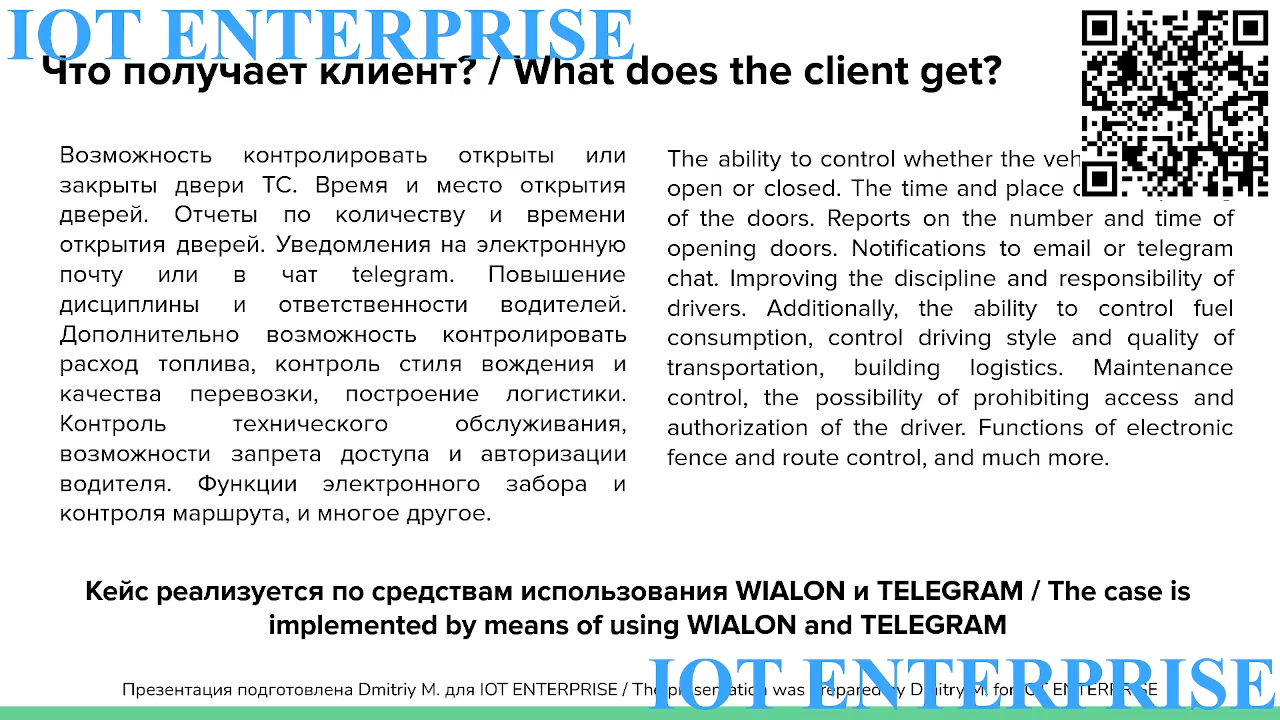 IOT ENTERPRISE
Что получает клиент? / What does the client get?
Возможность контролировать открыты или
закрыты двери ТС. Время и место открытия
дверей. Отчеты по количеству и времени
открытия дверей. Уведомления на электронную
почту или в чат telegram. Повышение
дисциплины и ответственности водителей.
Дополнительно возможность контролировать
расход топлива, контроль стиля вождения и
качества перевозки, построение логистики.
Контроль технического обслуживания,
возможности запрета доступа и авторизации
водителя. Функции электронного забора и
контроля маршрута, и многое другое.
The ability to control whether the
open or closed. The time and place
of the doors. Reports on the number and time of
opening doors. Notifications to email or telegram
chat. Improving the discipline and responsibility of
drivers. Additionally, the ability to control fuel
consumption, control driving style and quality of
transportation, building logistics. Maintenance
control, the possibility of prohibiting access and
authorization of the driver. Functions of electronic
fence and route control, and much more.
Кейс реализуется по средствам использования WIALON и TELEGRAM / The case is
implemented by means of using WIALON and TELEGRAM
IOT ENTERPRISE
Презентация подготовлена Dmitriy M. для IOT ENTERPRISE / The presentation was prepared by Dmitry M. for IOT ENTERPRISE